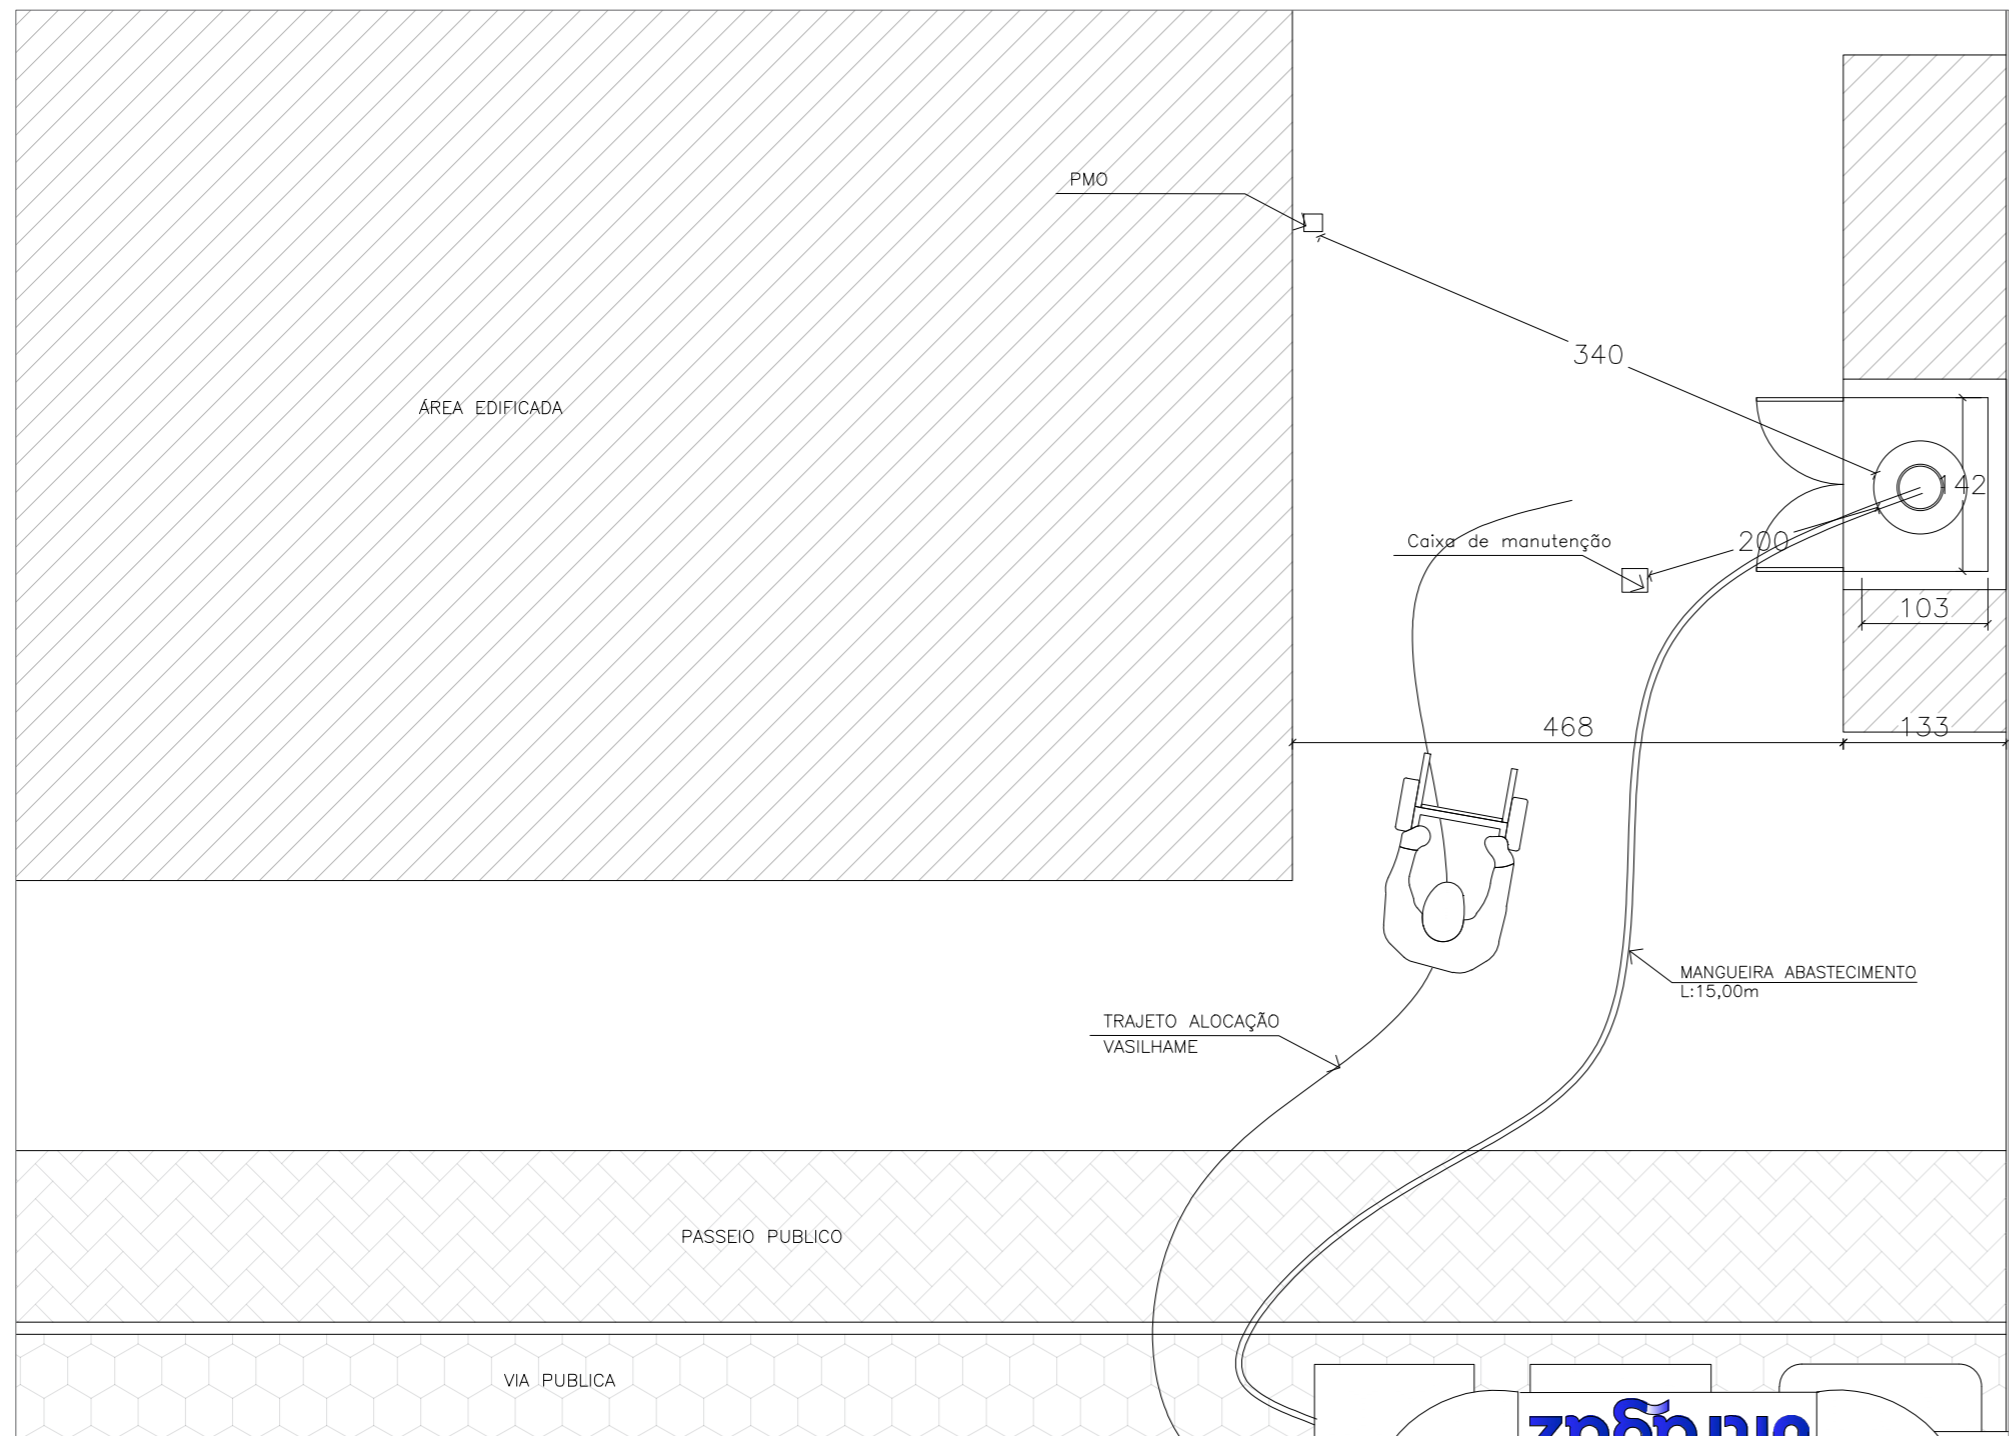 PMO
340
ÁREA EDIFICADA
142
Caixa de manutenção
200
103
468
133
MANGUEIRA ABASTECIMENTO
L:15,00m
TRAJETO ALOCAÇÃO
VASILHAME
PASSEIO PUBLICO
VIA PUBLICA